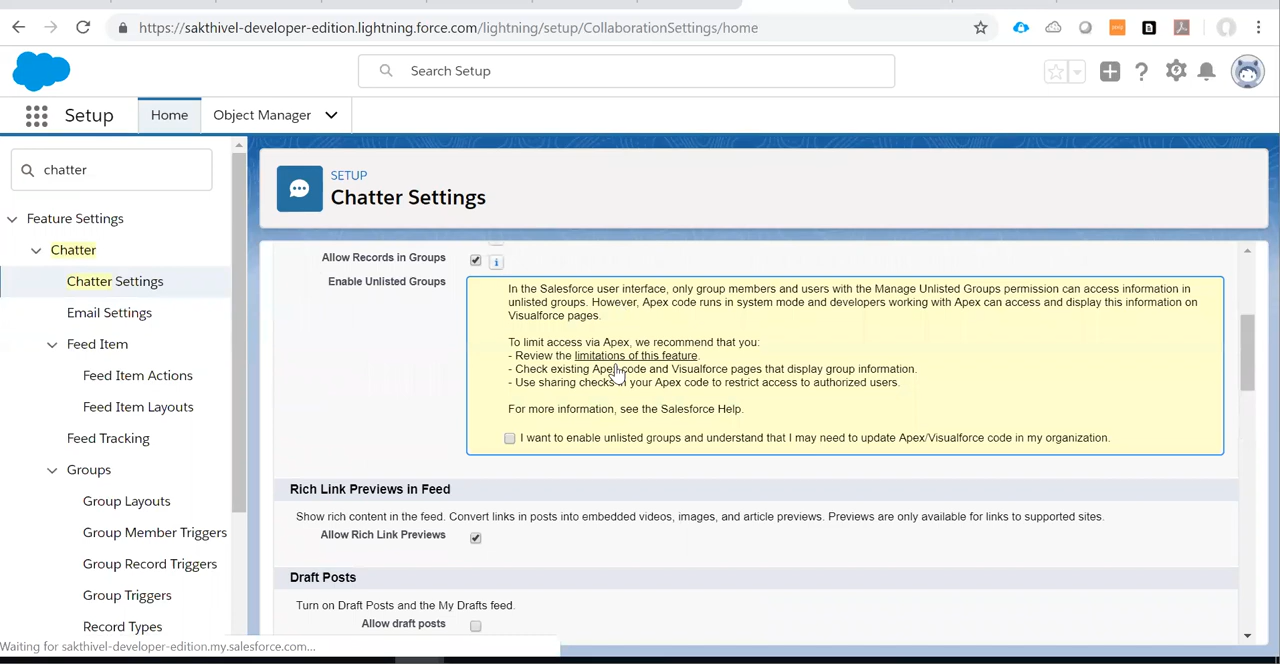 https://sakthivel-developer-edition.lightning.force.com/lightning/setup/CollaborationSettings/home
Search Setup
Setup
Home
Object Manager
chatter
Feature Settings
Chatter
Chatter Settings
Email Settings
Feed Item
Feed Item Actions
Feed Item Layouts
Feed Tracking
Groups
Group Layouts
Group Member Triggers
Group Record Triggers
Group Triggers
Record Types
SETUP
Chatter Settings
Allow Records in Groups
Enable Unlisted Groups
In the Salesforce user interface, only group members and users with the Manage Unlisted Groups permission can access information in
unlisted groups. However, Apex code runs in system mode and developers working with Apex can access and display this information on
Visualforce pages.
To limit access via Apex, we recommend that you:
- Review the limitations of this feature.
- Check existing Apex code and Visualforce pages that display group information.
- Use sharing checks in your Apex code to restrict access to authorized users.
For more information, see the Salesforce Help.
I want to enable unlisted groups and understand that I may need to update Apex/Visualforce code in my organization.
Rich Link Previews in Feed
Show rich content in the feed. Convert links in posts into embedded videos, images, and article previews. Previews are only available for links to supported sites.
Allow Rich Link Previews
Draft Posts
Turn on Draft Posts and the My Drafts feed.
Allow draft posts
Waiting for sakthivel-developer-edition.my.salesforce.com...